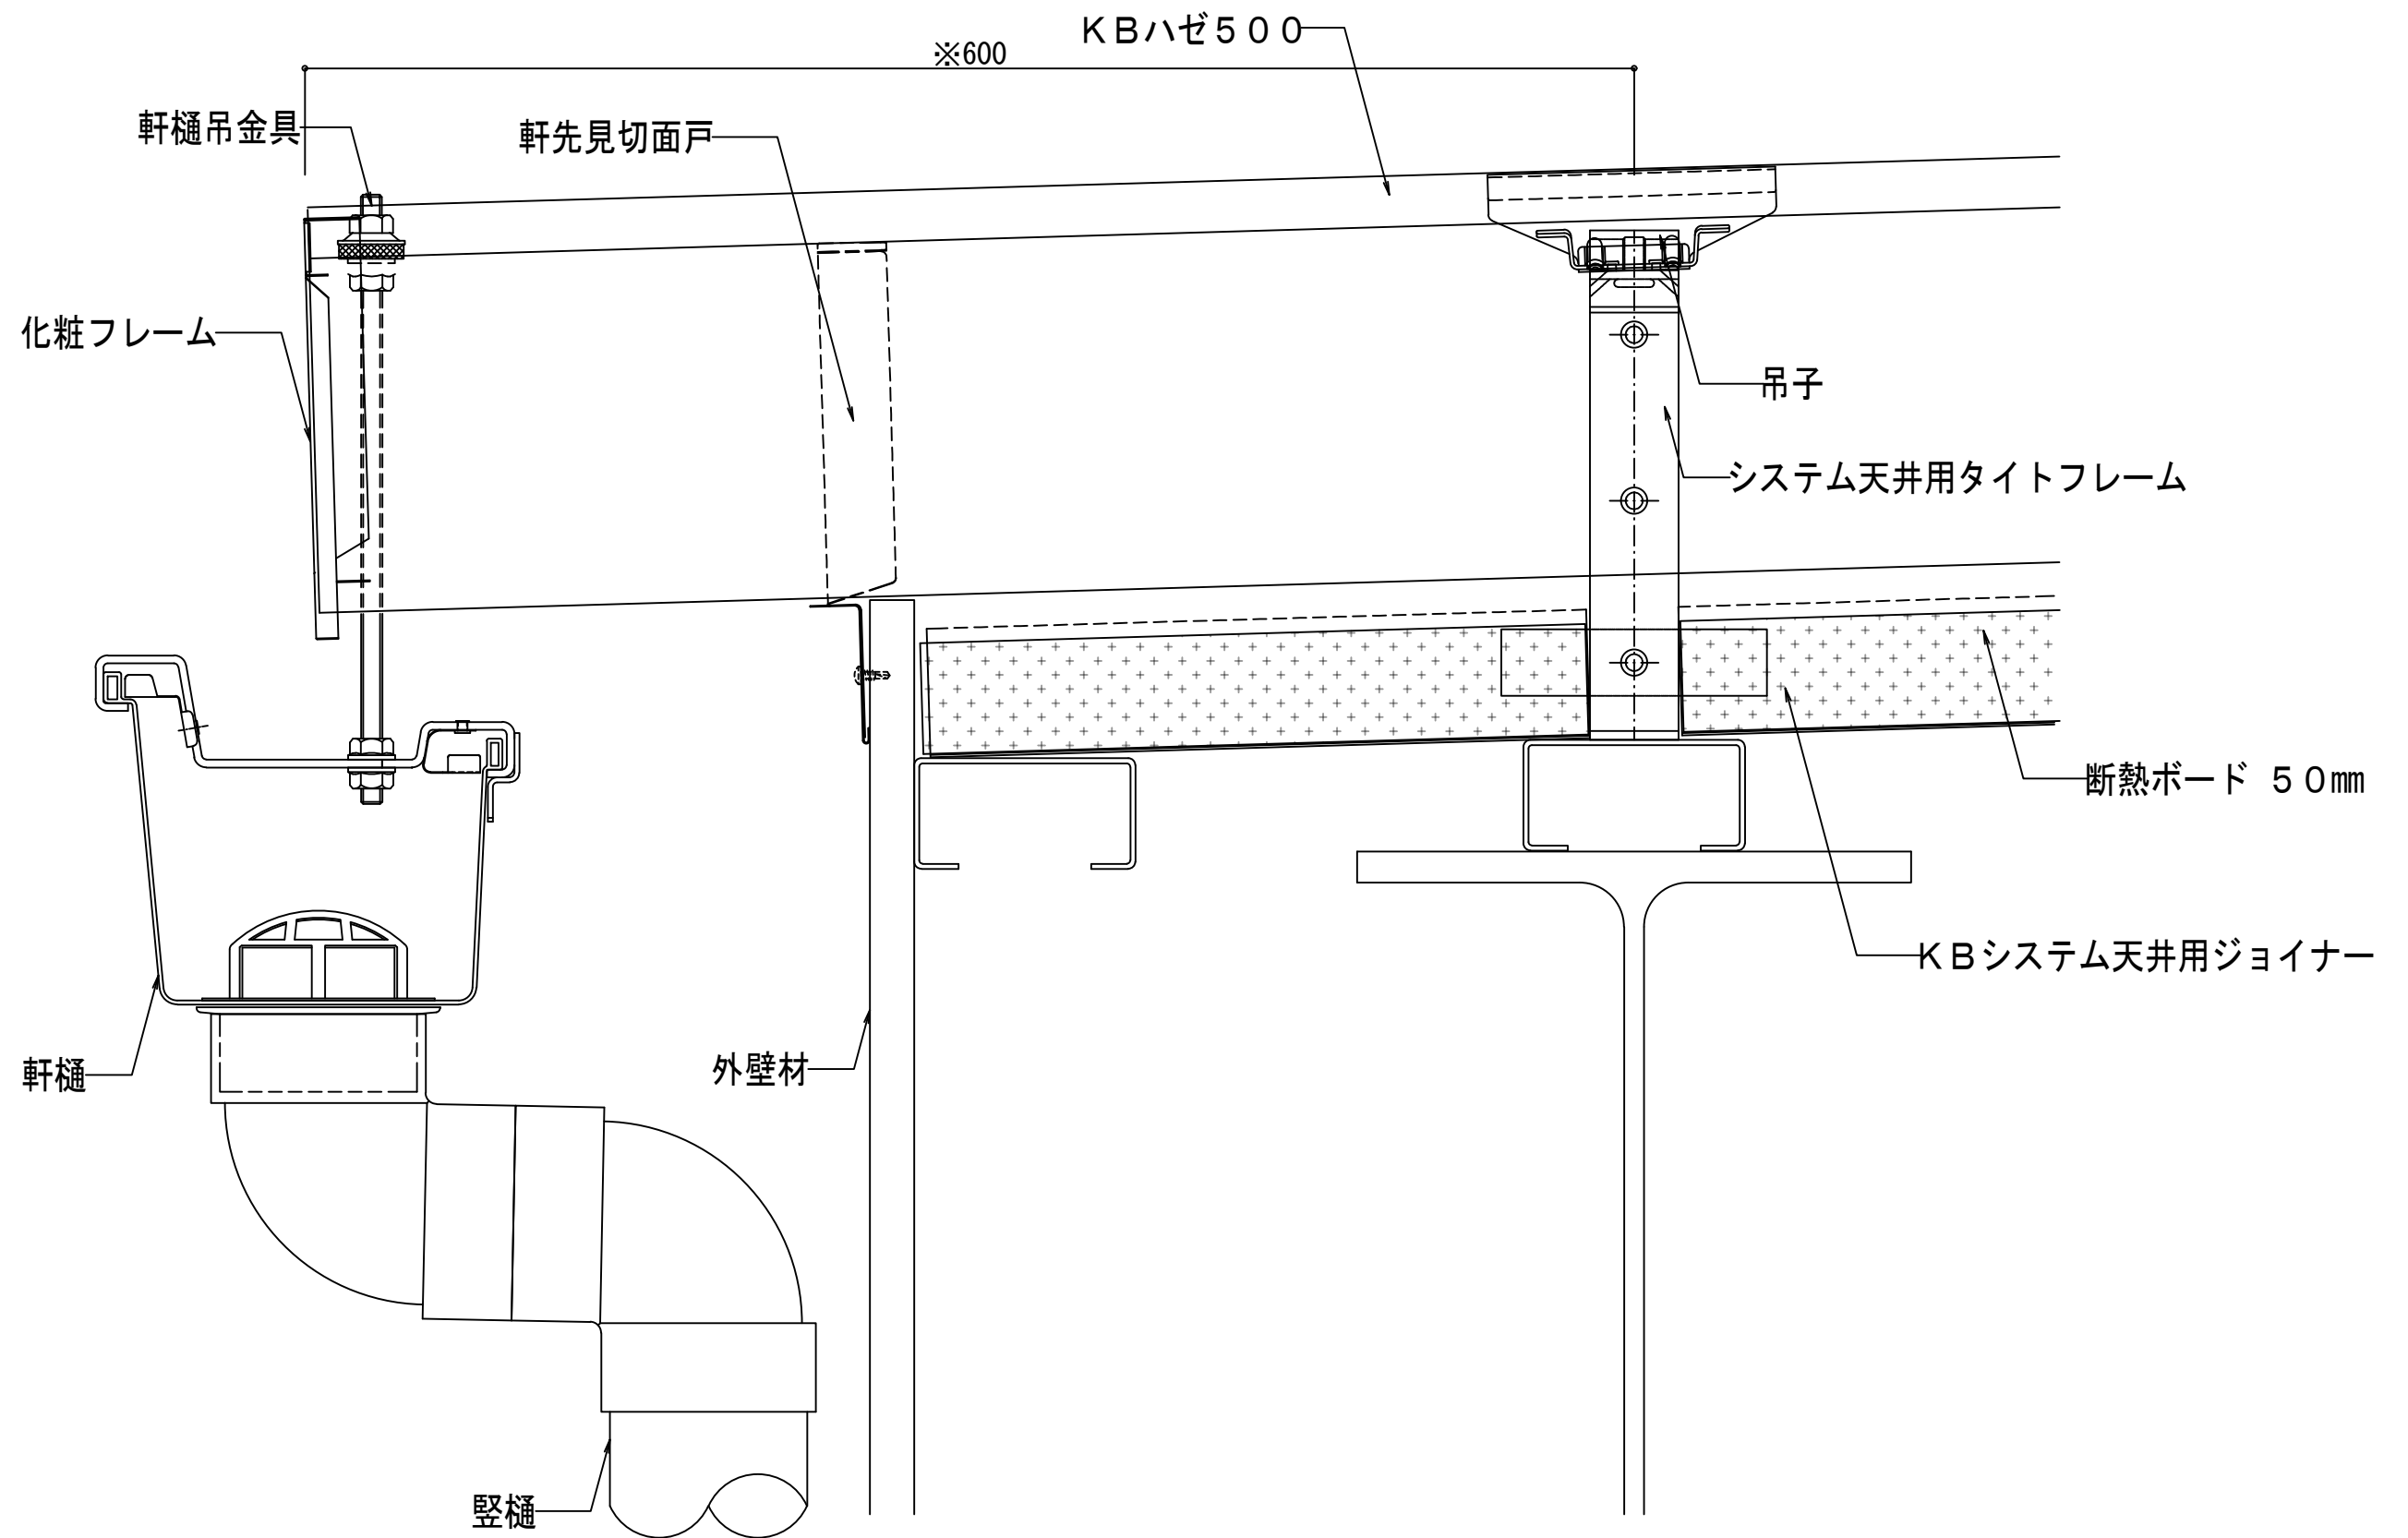 ＫＢハゼ５００
※600
軒樋吊金具
軒先見切面戸
化粧フレーム
吊子
システム天井用タイトフレーム
断熱ボード ５０㎜
ＫＢシステム天井用ジョイナー
軒樋
外壁材
竪樋